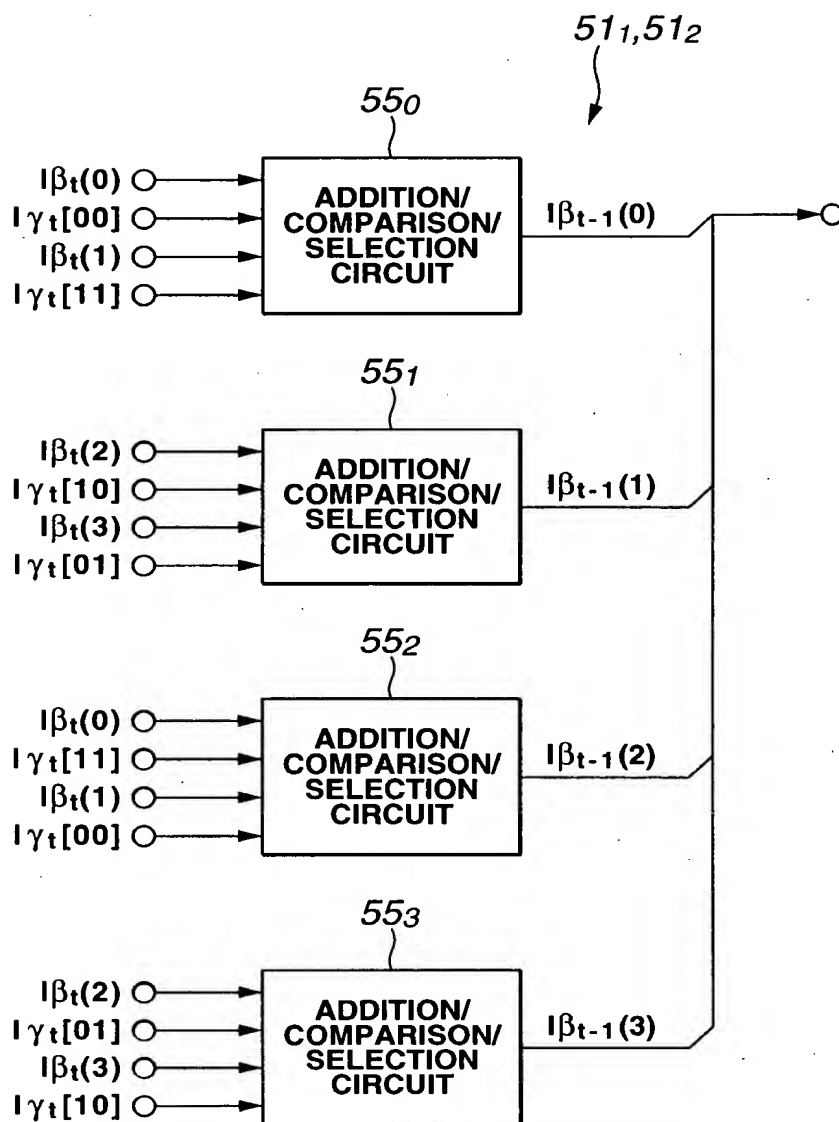 51₁,51₂
55₀
Iβt(0)
Iγt[00]
Iβt(1)
Iγt[11]
ADDITION/
COMPARISON/
SELECTION
CIRCUIT
Iβt-1(0)
55₁
Iβt(2)
Iγt[10]
Iβt(3)
Iγt[01]
ADDITION/
COMPARISON/
SELECTION
CIRCUIT
Iβt-1(1)
55₂
Iβt(0)
Iγt[11]
Iβt(1)
Iγt[00]
ADDITION/
COMPARISON/
SELECTION
CIRCUIT
Iβt-1(2)
55₃
Iβt(2)
Iγt[01]
Iβt(3)
Iγt[10]
ADDITION/
COMPARISON/
SELECTION
CIRCUIT
Iβt-1(3)